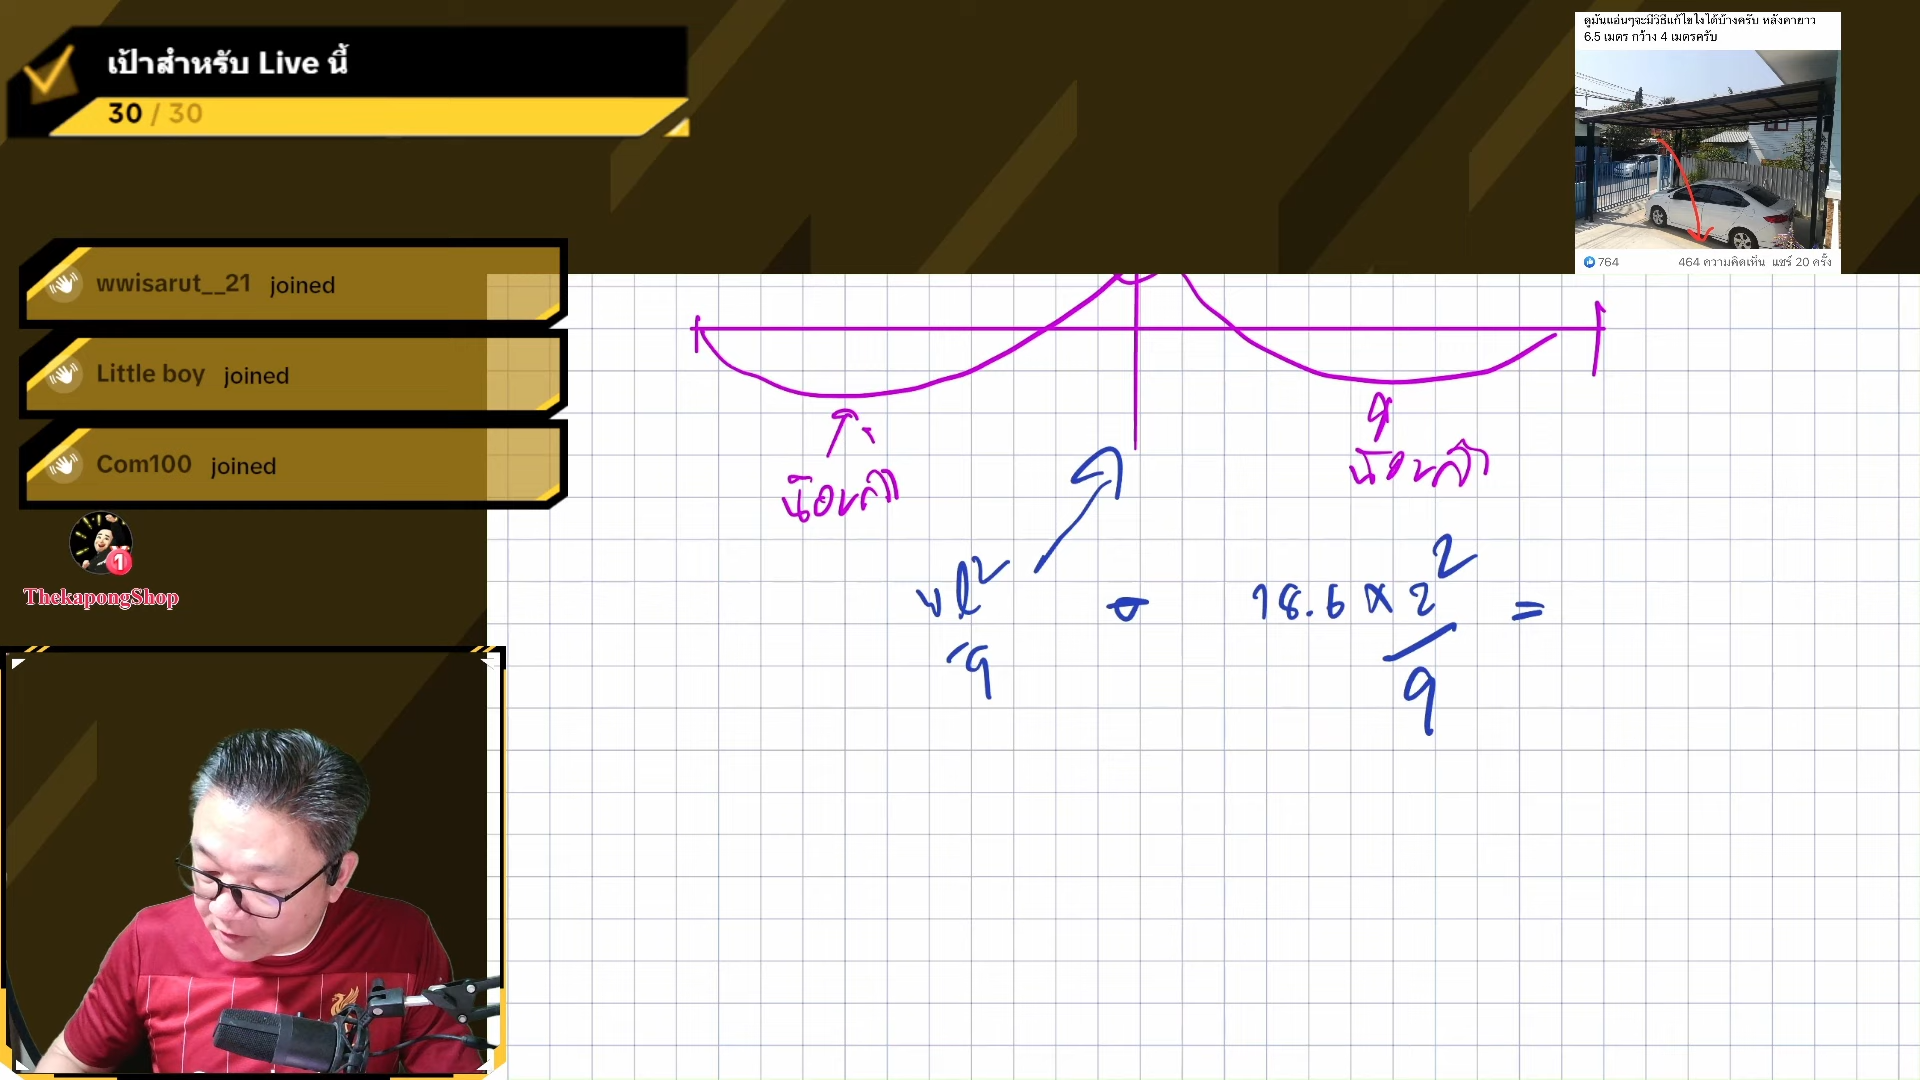 ดูมันแอ่นๆจะมีวิธีแก้ไขไงได้บ้างครับ หลังคายาว
6.5 เมตร กว้าง 4 เมตรครับ
764
464 ความคิดเห็น แชร์ 20 ครั้ง
เป้าสำหรับ Live นี้
30 / 30
wwisarut__21 joined
Little boy joined
Com100 joined
1
ThekapongShop
น้อยกว่า
น้อยกว่า
wl²
9
18.6 x 2² =
9